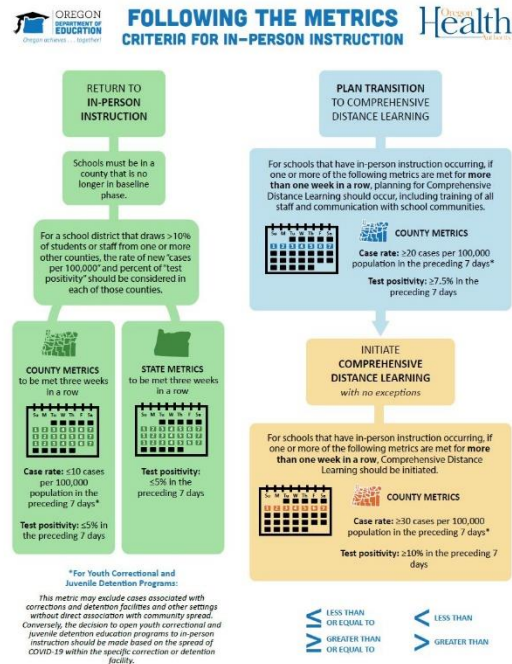 OREGON
DEPARTMENT OF
EDUCATION
Oregon achieves . . . together!
FOLLOWING THE METRICS
CRITERIA FOR IN-PERSON INSTRUCTION
Oregon
Health
Authority
RETURN TO
IN-PERSON
INSTRUCTION
Schools must be in a
county that is no
longer in baseline
phase.
For a school district that draws >10%
of students or staff from one or more
other counties, the rate of new "cases
per 100,000" and percent of "test
positivity" should be considered in
each of those counties.
COUNTY METRICS
to be met three weeks
in a row
Su M Tu W Th F Sa
Case rate: ≤10 cases
per 100,000
population in the
preceding 7 days*
Test positivity: ≤5% in
the preceding 7 days
STATE METRICS
to be met three weeks
in a row
Su M Tu W Th F Sa
Test positivity:
≤5% in the
preceding 7 days
*For Youth Correctional and
Juvenile Detention Programs:
This metric may exclude cases associated with
corrections and detention facilities and other settings
without direct association with community spread.
Conversely, the decision to open youth correctional and
juvenile detention education programs to in-person
instruction should be made based on the spread of
COVID-19 within the specific correction or detention
facility.
PLAN TRANSITION
TO COMPREHENSIVE
DISTANCE LEARNING
For schools that have in-person instruction occurring, if
one or more of the following metrics are met for more
than one week in a row, planning for Comprehensive
Distance Learning should occur, including training of all
staff and communication with school communities.
Su M Tu W Th F Sa
COUNTY METRICS
Case rate: ≥20 cases per 100,000
population in the preceding 7 days*
Test positivity: ≥7.5% in the
preceding 7 days
INITIATE
COMPREHENSIVE
DISTANCE LEARNING
with no exceptions
For schools that have in-person instruction occurring, if
one or more of the following metrics are met for more
than one week in a row, Comprehensive Distance
Learning should be initiated.
Su M Tu W Th F Sa
COUNTY METRICS
Case rate: ≥30 cases per 100,000
population in the preceding 7 days*
Test positivity: ≥10% in the preceding 7
days
≤ LESS THAN
OR EQUAL TO
< LESS THAN
≥ GREATER THAN
OR EQUAL TO
> GREATER THAN